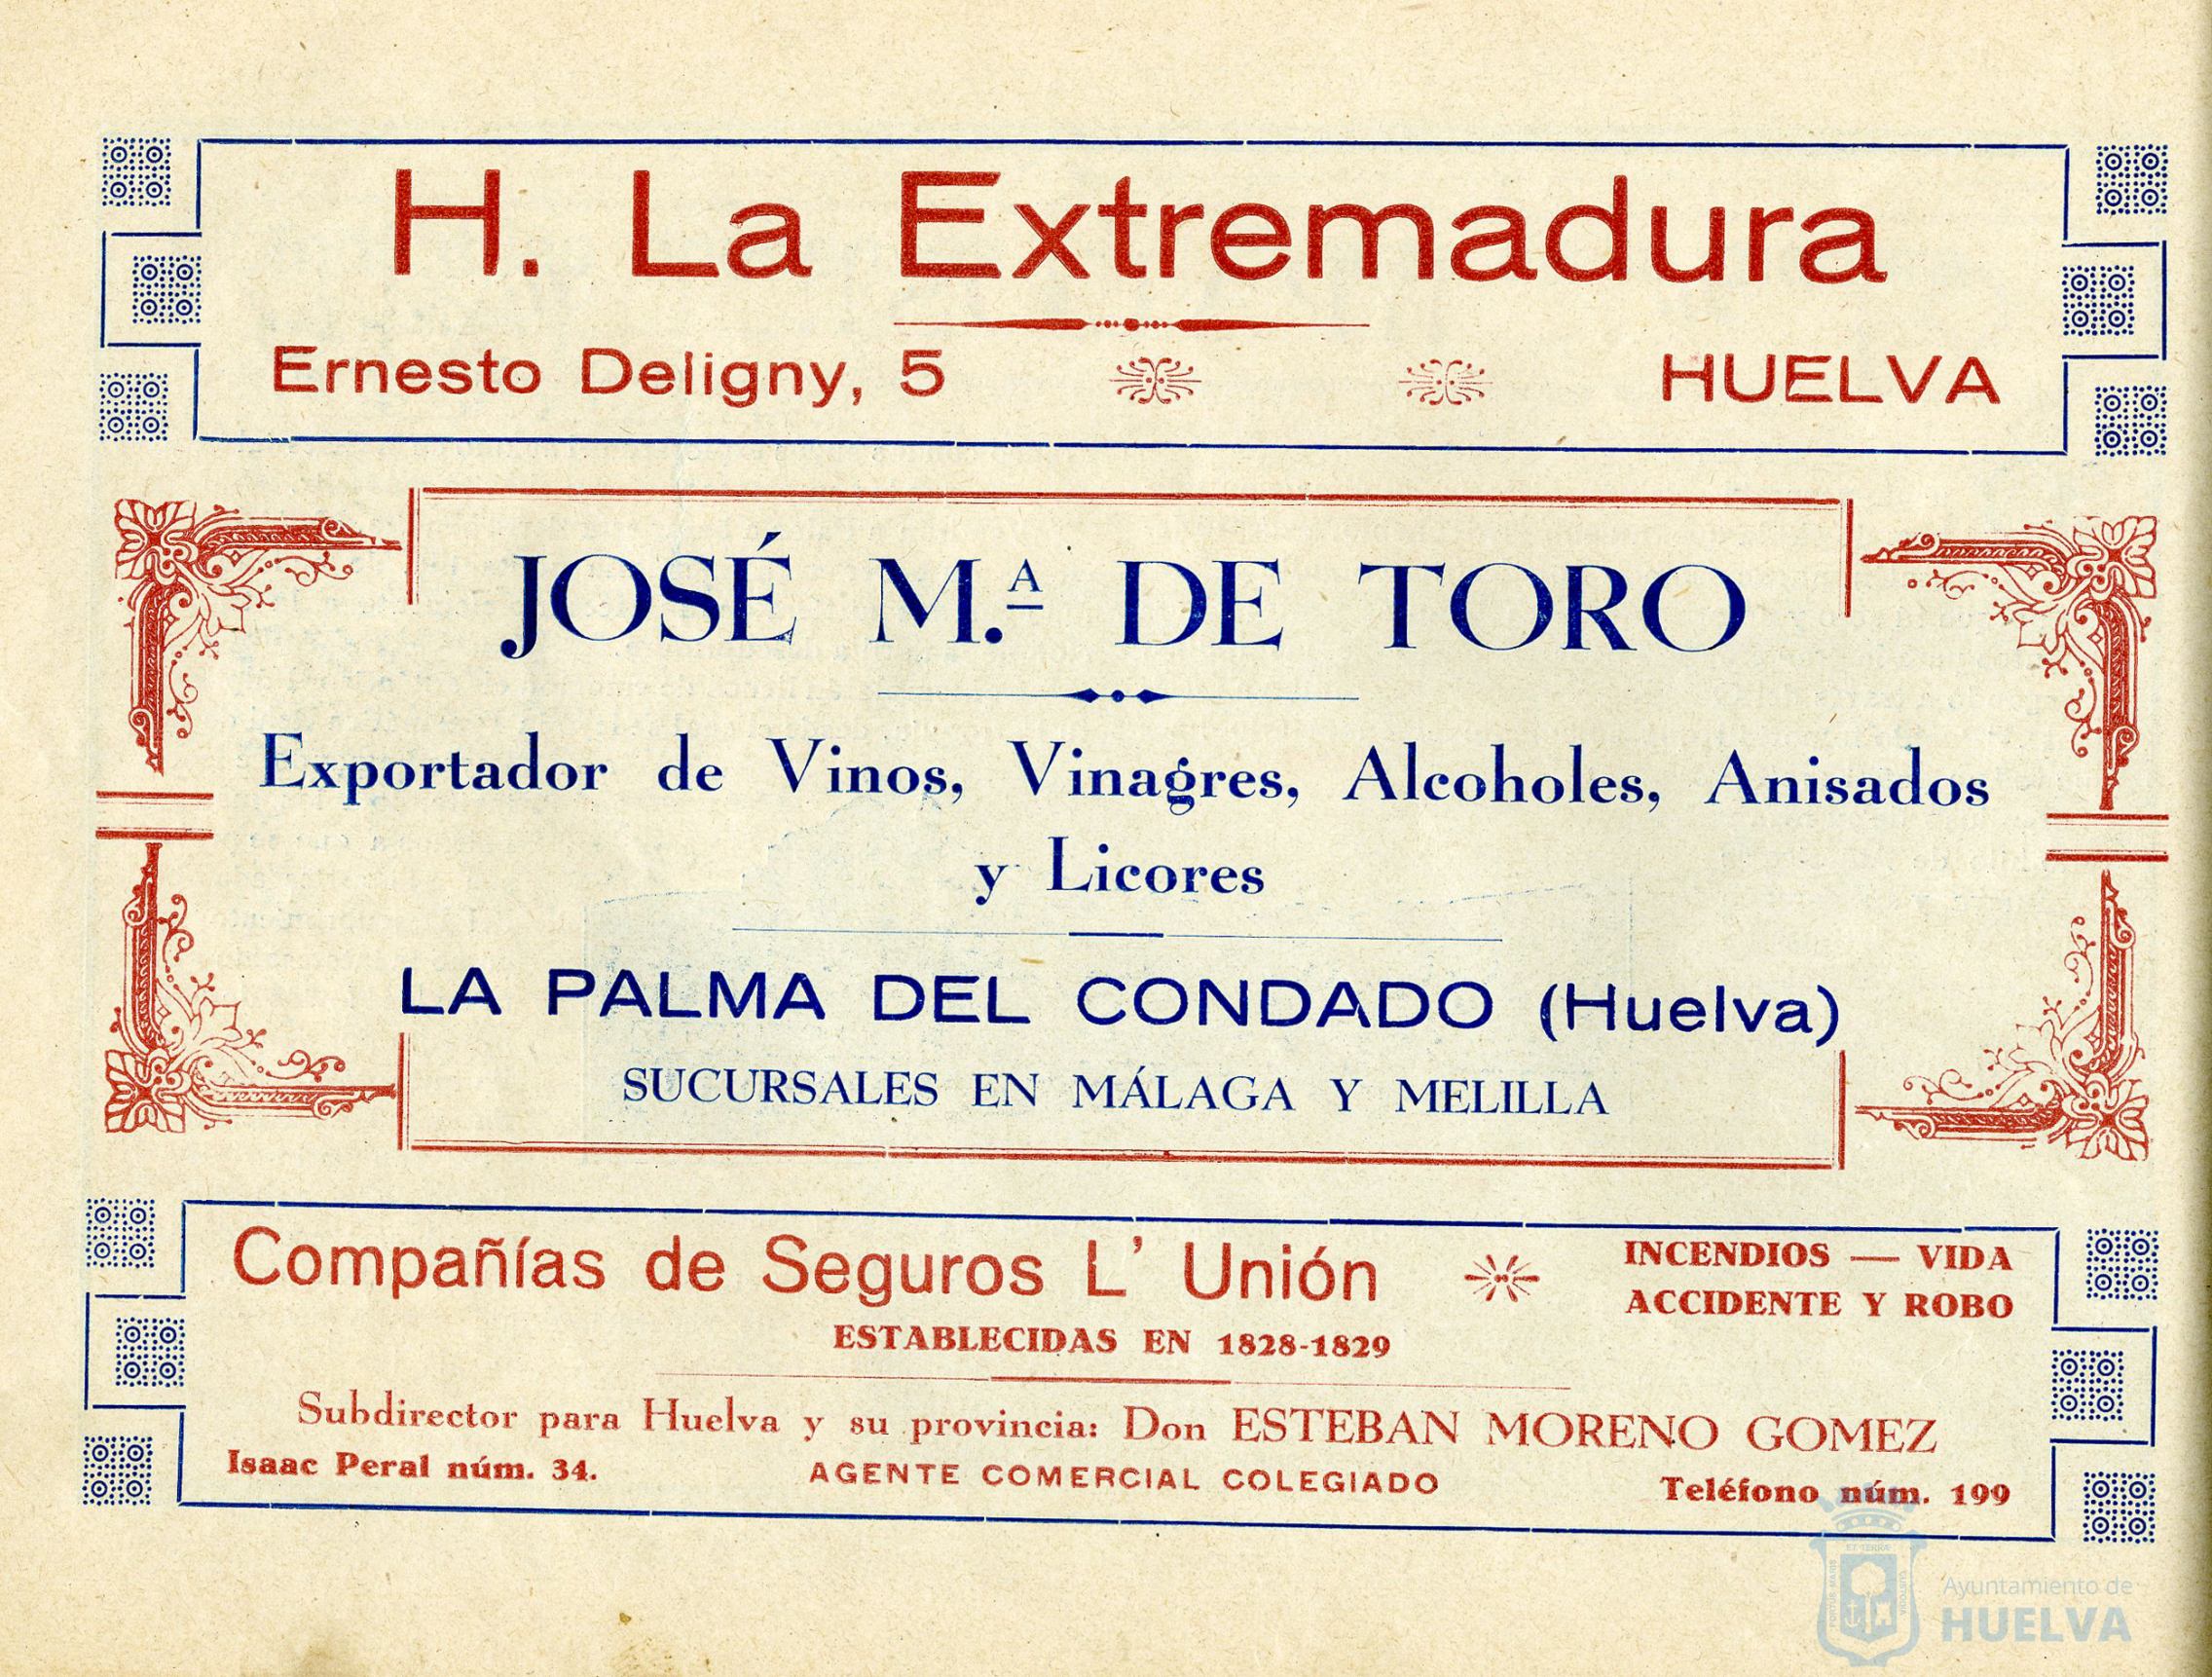 H. La Extremadura
Ernesto Deligny, 5 HUELVA
JOSÉ M.ª DE TORO
Exportador de Vinos, Vinagres, Alcoholes, Anisados
y Licores
LA PALMA DEL CONDADO (Huelva)
SUCURSALES EN MÁLAGA Y MELILLA
Compañías de Seguros L' Unión
INCENDIOS — VIDA
ACCIDENTE Y ROBO
ESTABLECIDAS EN 1828-1829
Subdirector para Huelva y su provincia: Don ESTEBAN MORENO GOMEZ
Isaac Peral núm. 34. AGENTE COMERCIAL COLEGIADO Teléfono núm. 199
Ayuntamiento de
HUELVA